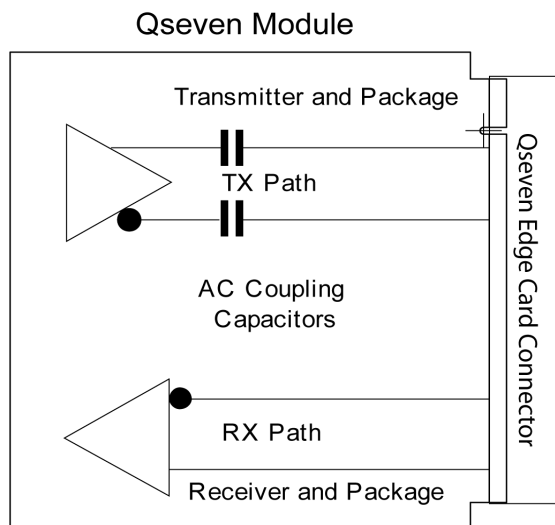 Qseven Module
Transmitter and Package
TX Path
AC Coupling
Capacitors
RX Path
Receiver and Package
Qseven Edge Card Connector